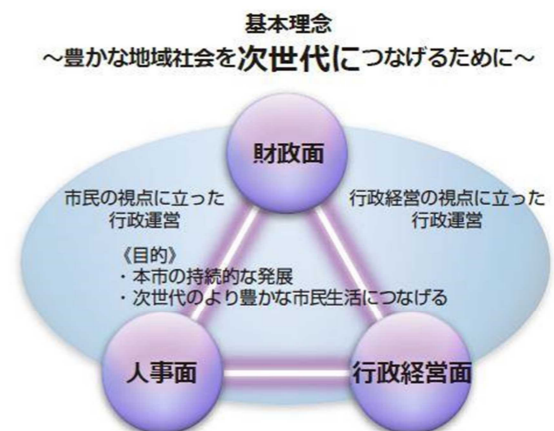 基本理念
～豊かな地域社会を次世代につなげるために～
財政面
市民の視点に立った
行政運営
行政経営の視点に立った
行政運営
《目的》
・本市の持続的な発展
・次世代のより豊かな市民生活につなげる
人事面
行政経営面